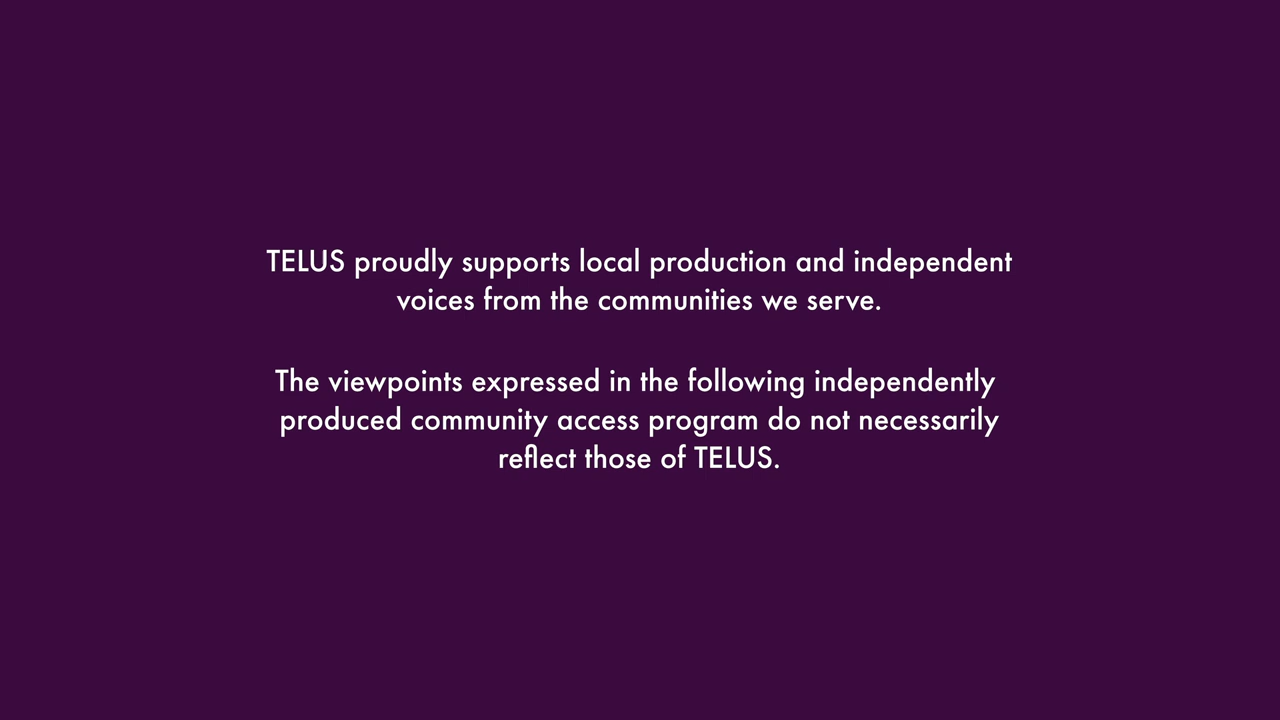 TELUS proudly supports local production and independent
voices from the communities we serve.
The viewpoints expressed in the following independently
produced community access program do not necessarily
reflect those of TELUS.